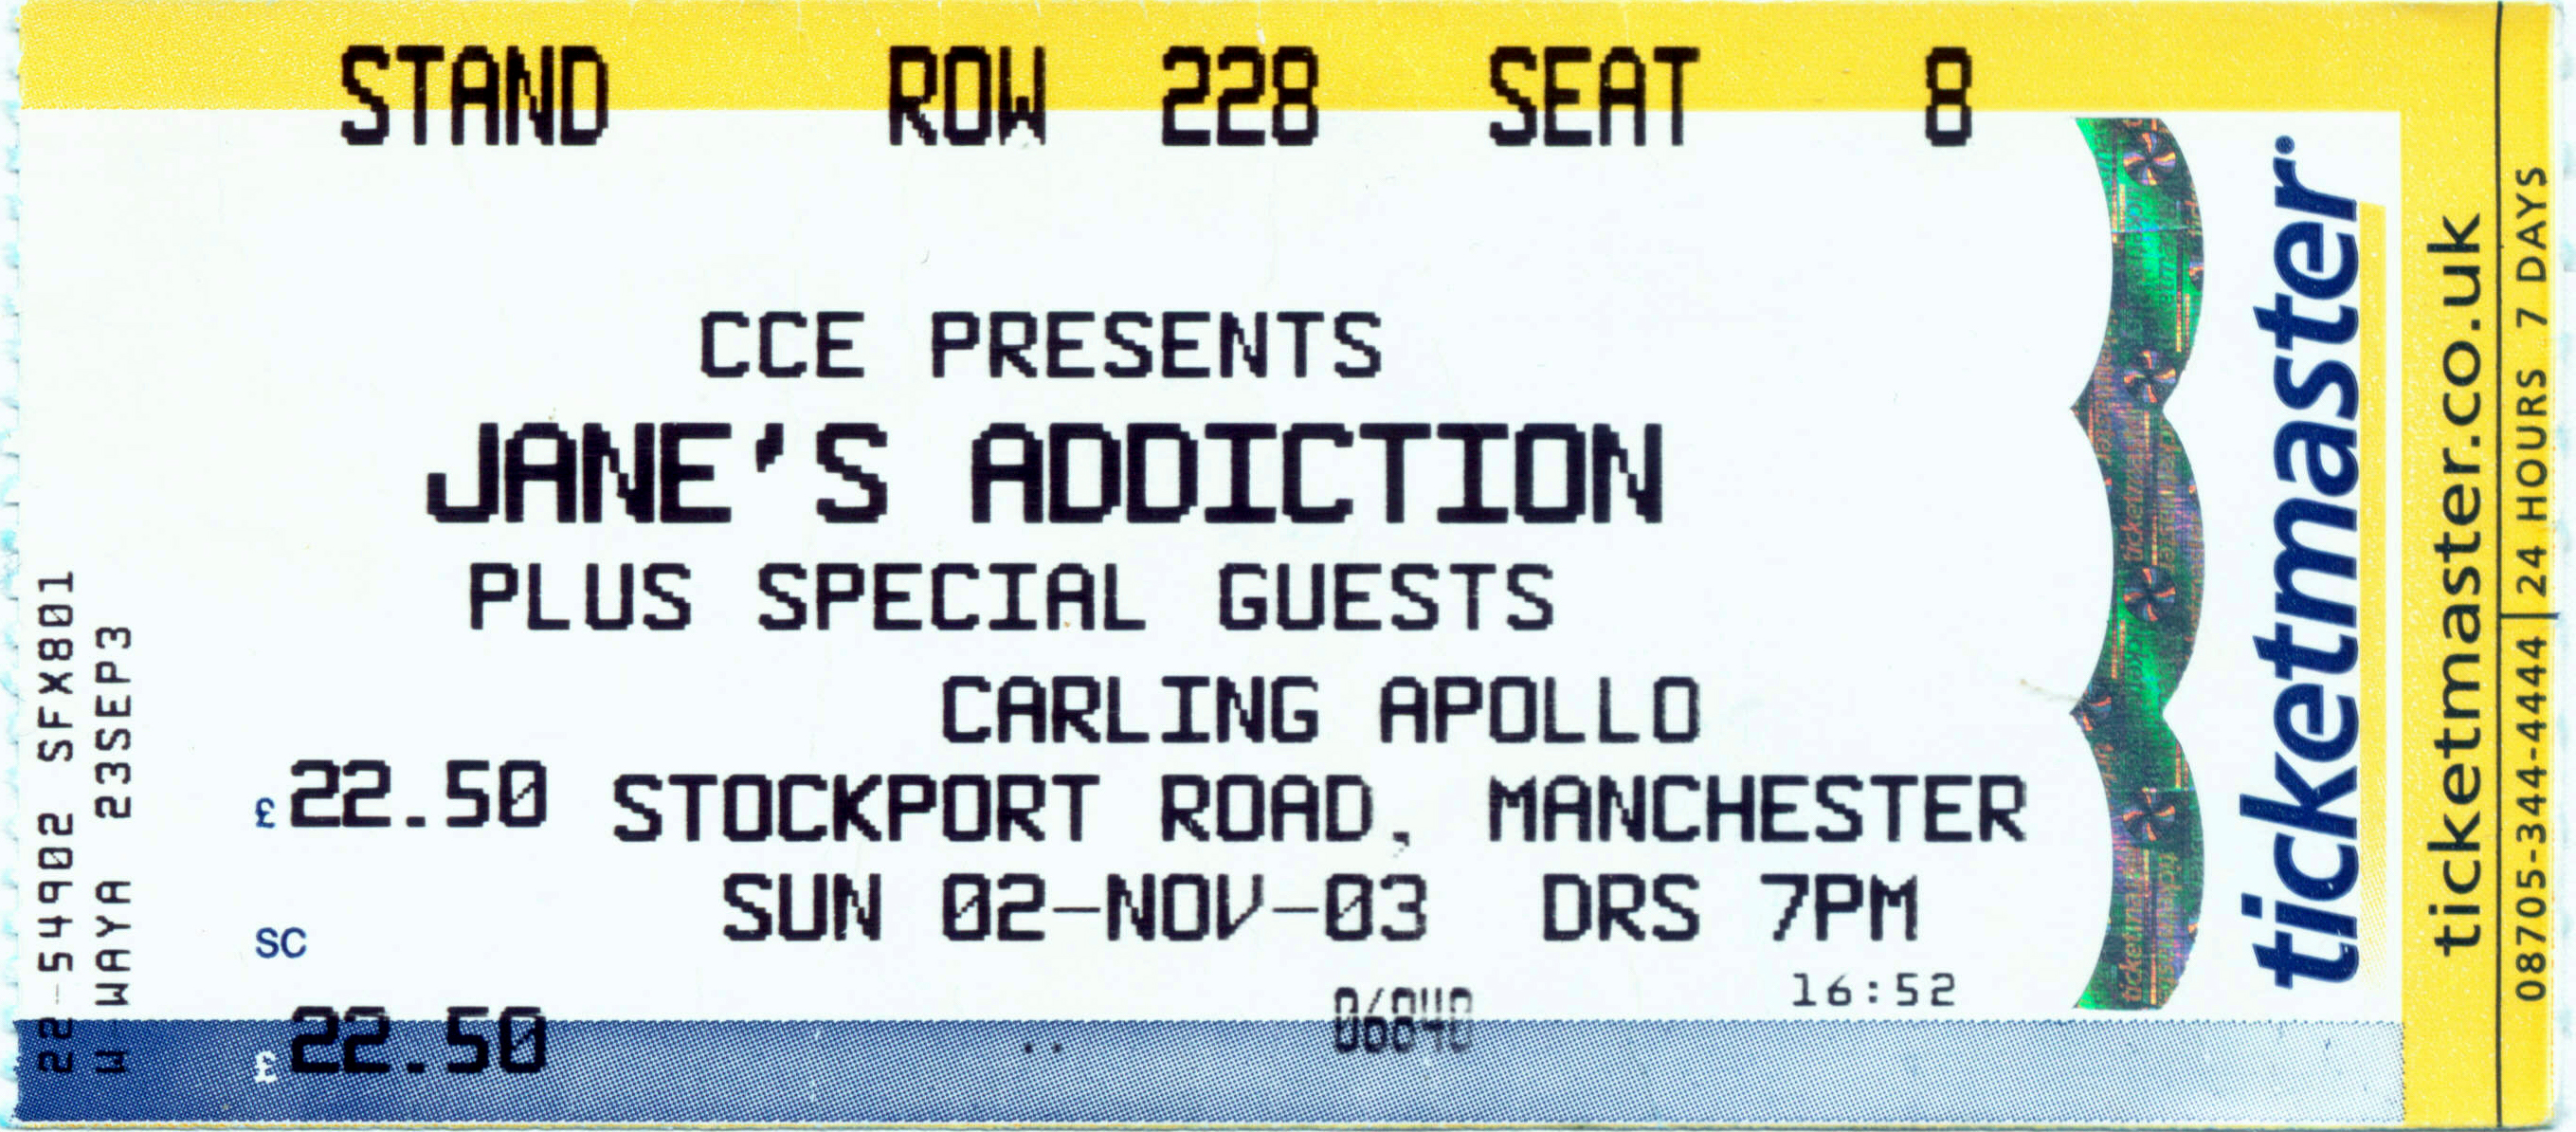 STAND ROW 228 SEAT 8
CCE PRESENTS
JANE'S ADDICTION
PLUS SPECIAL GUESTS
CARLING APOLLO
£22.50 STOCKPORT ROAD, MANCHESTER
SUN 02-NOV-03 DRS 7PM
SC
16:52
£22.50
06840
22-54902 SFX801
W WAYA 23SEP3
ticketmaster
ticketmaster.co.uk
08705-344-4444 | 24 HOURS 7 DAYS